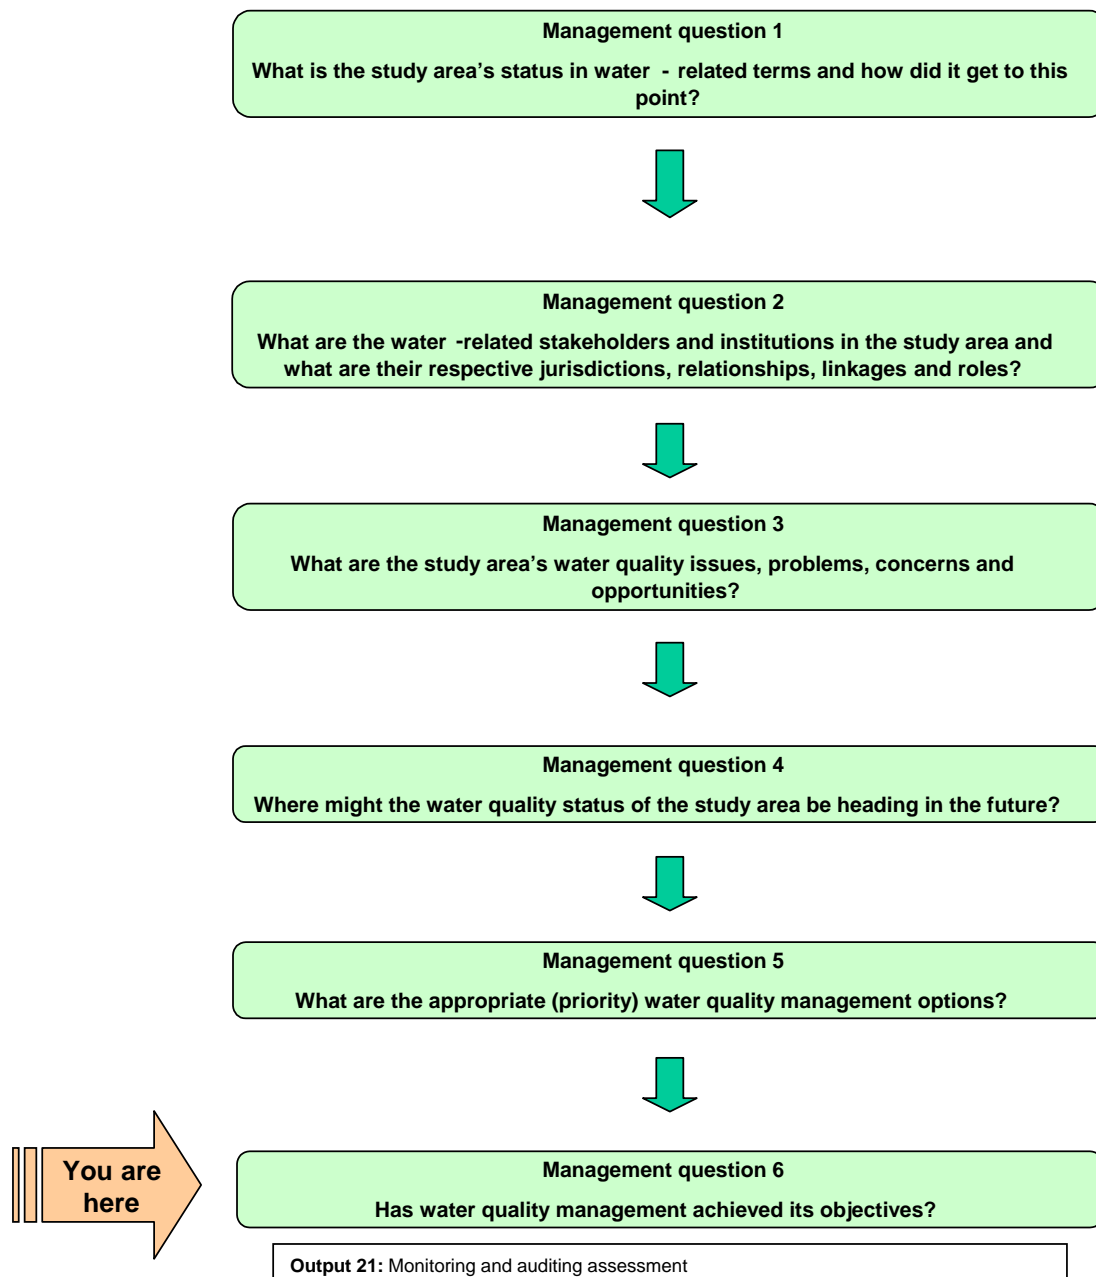 Management question 1
What is the study area’s status in water - related terms and how did it get to this
point?
Management question 2
What are the water -related stakeholders and institutions in the study area and
what are their respective jurisdictions, relationships, linkages and roles?
Management question 3
What are the study area’s water quality issues, problems, concerns and
opportunities?
Management question 4
Where might the water quality status of the study area be heading in the future?
Management question 5
What are the appropriate (priority) water quality management options?
You are
here
Management question 6
Has water quality management achieved its objectives?
Output 21: Monitoring and auditing assessment